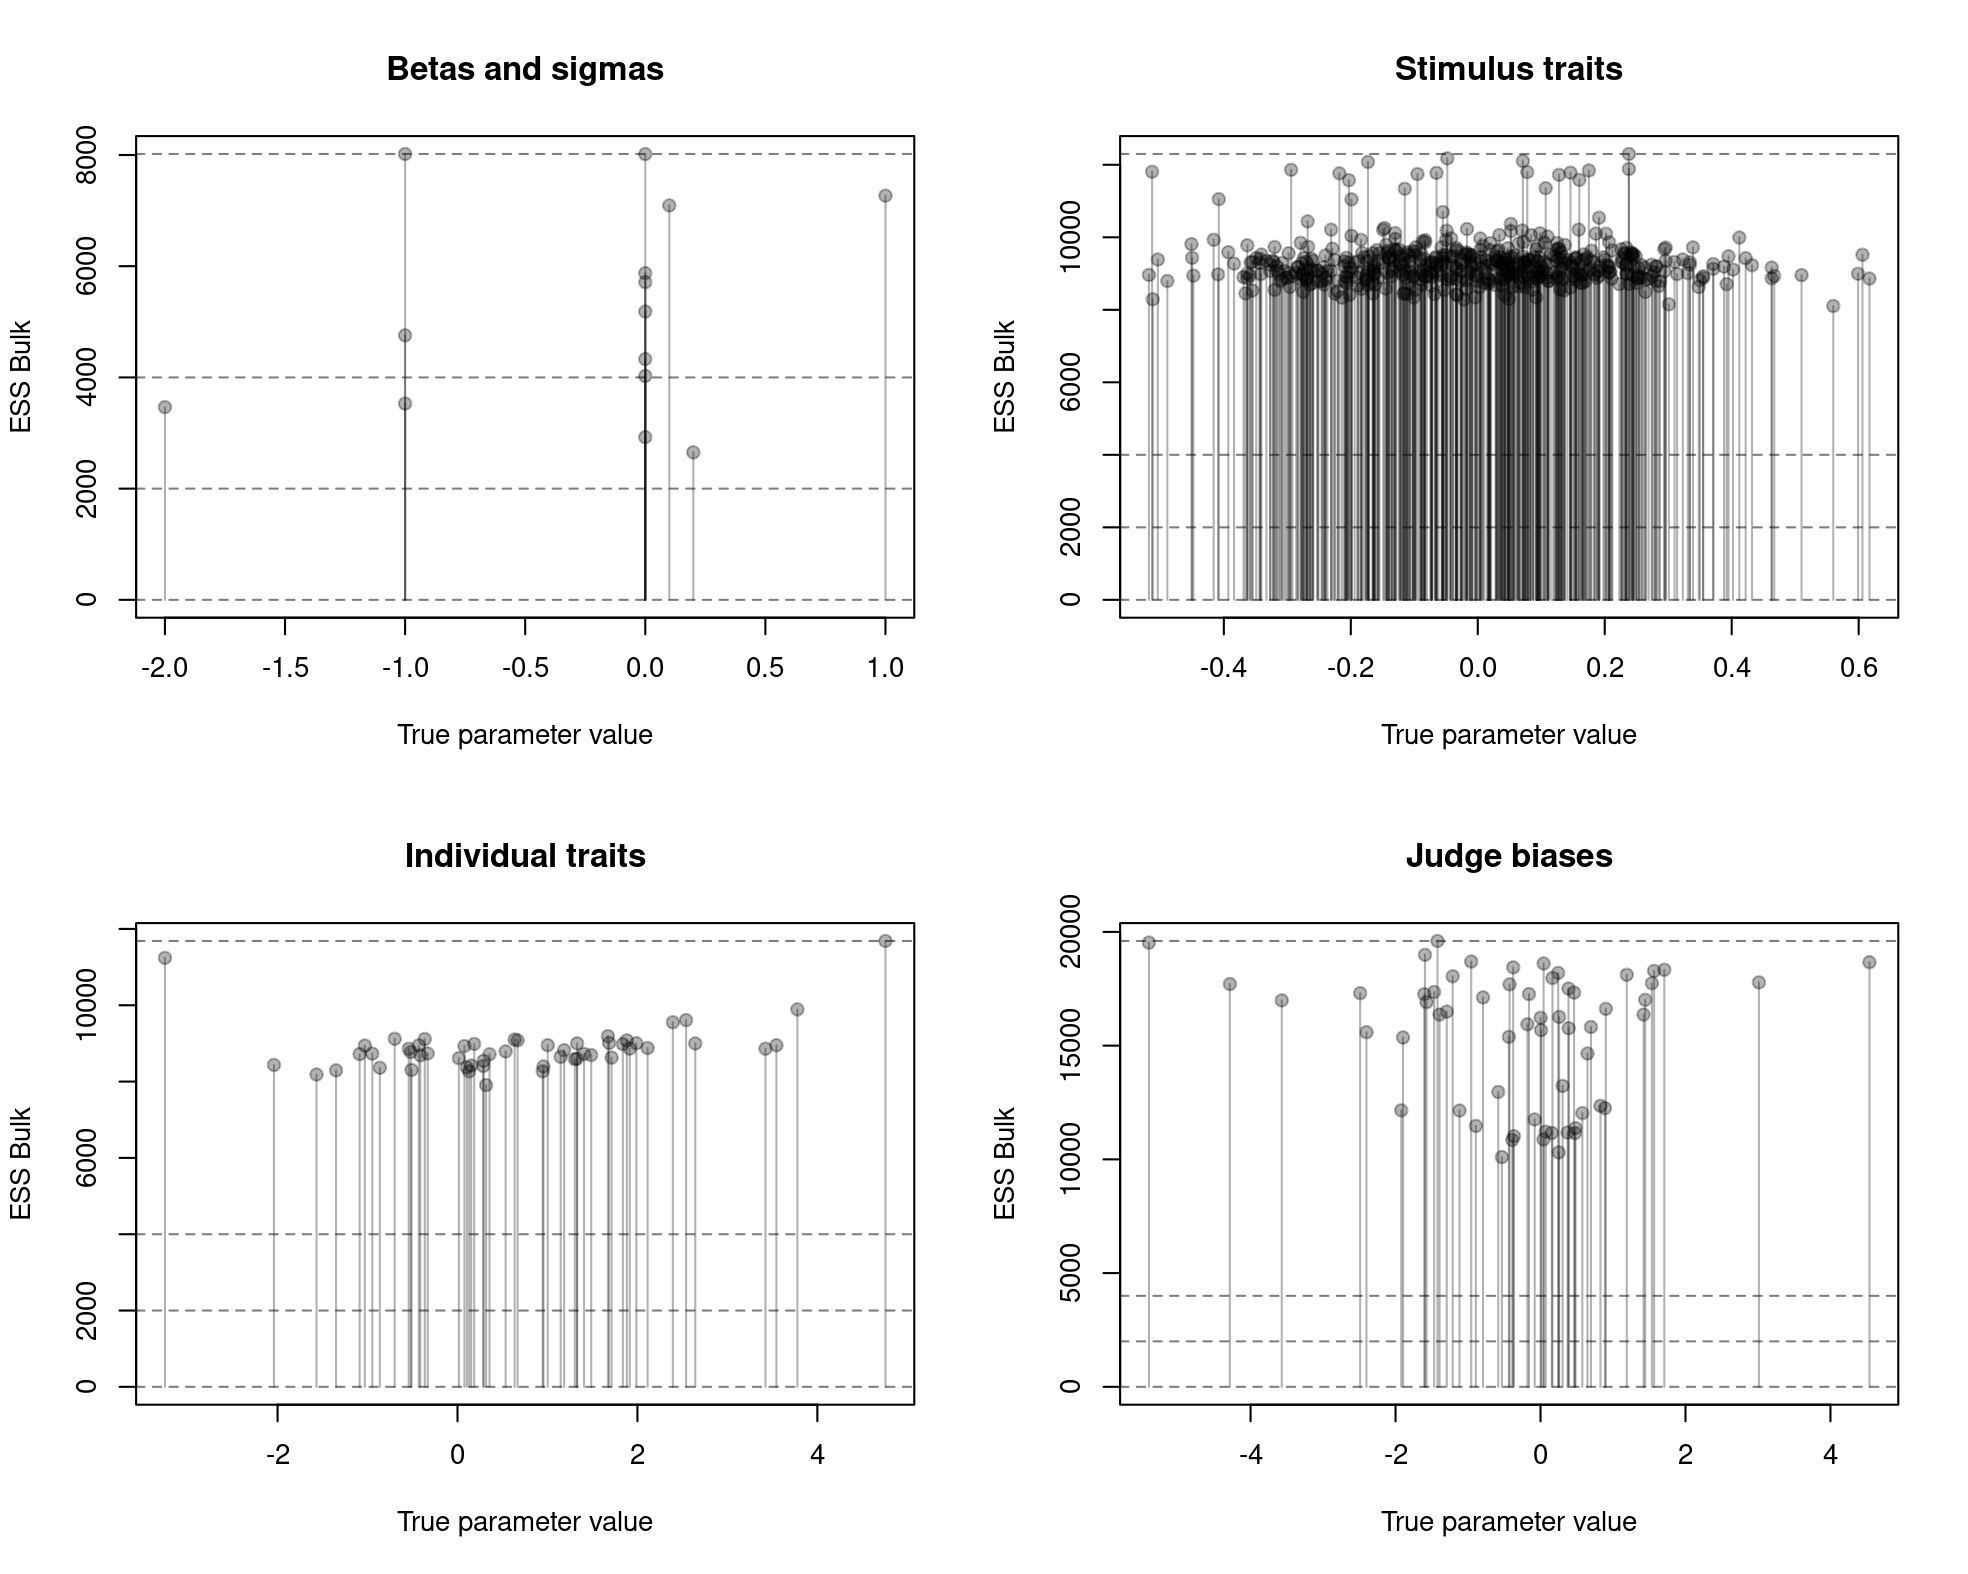 Betas and sigmas
ESS Bulk
8000
6000
4000
2000
0
-2.0 -1.5 -1.0 -0.5 0.0 0.5 1.0
True parameter value
Stimulus traits
ESS Bulk
10000
6000
2000
0
-0.4 -0.2 0.0 0.2 0.4 0.6
True parameter value
Individual traits
ESS Bulk
10000
6000
2000
0
-2 0 2 4
True parameter value
Judge biases
ESS Bulk
20000
15000
10000
5000
0
-4 -2 0 2 4
True parameter value